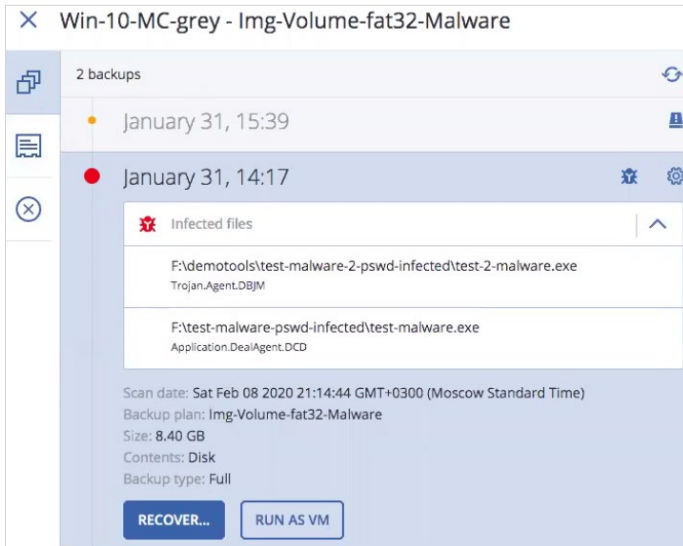 Win-10-MC-grey - Img-Volume-fat32-Malware
2 backups
January 31, 15:39
January 31, 14:17
Infected files
F:\demotools\test-malware-2-pswd-infected\test-2-malware.exe
Trojan.Agent.DBJM
F:\test-malware-pswd-infected\test-malware.exe
Application.DealAgent.DCD
Scan date: Sat Feb 08 2020 21:14:44 GMT+0300 (Moscow Standard Time)
Backup plan: Img-Volume-fat32-Malware
Size: 8.40 GB
Contents: Disk
Backup type: Full
RECOVER... RUN AS VM